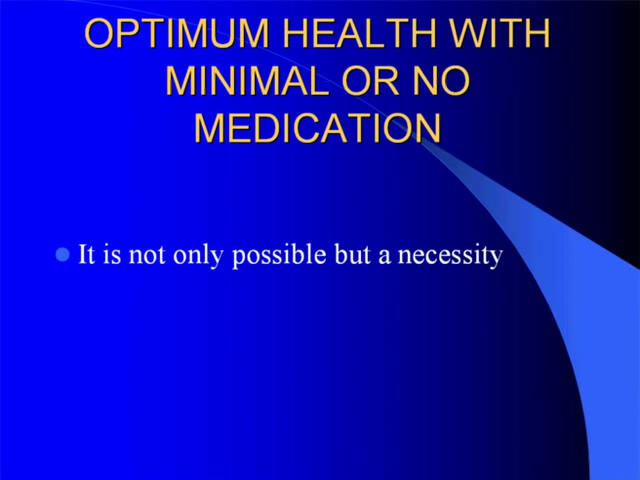 OPTIMUM HEALTH WITH
MINIMAL OR NO
MEDICATION
It is not only possible but a necessity